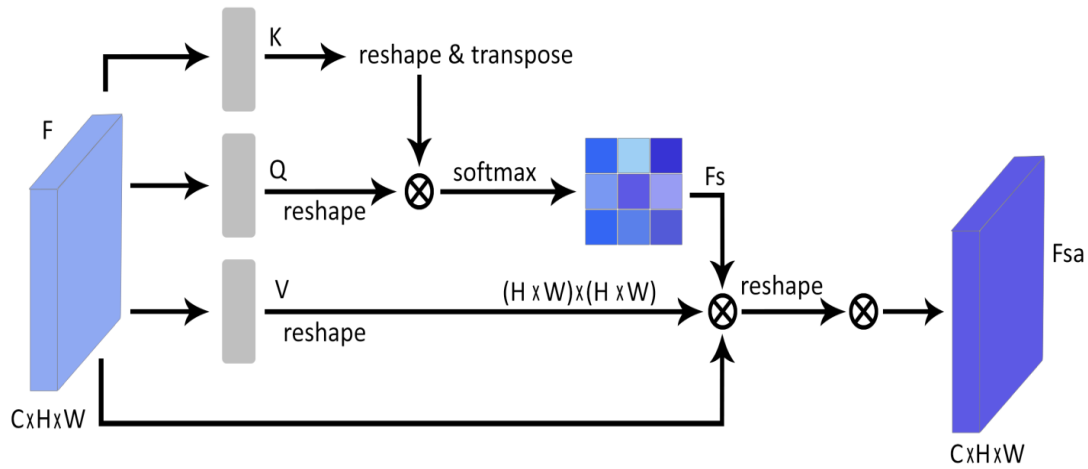 K
reshape & transpose
F
Q
reshape
softmax
Fs
V
reshape
(H x W)x(H x W)
reshape
Fsa
CxHxW
CxHxW